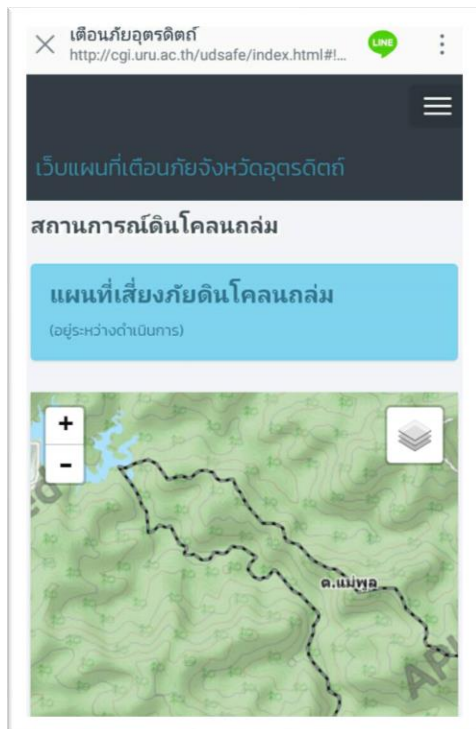 เตือนภัยอุตรดิตถ์
http://cgi.uru.ac.th/udsafe/index.html#!...
LINE
เว็บแผนที่เตือนภัยจังหวัดอุตรดิตถ์
สถานการณ์ดินโคลนถล่ม
แผนที่เสี่ยงภัยดินโคลนถล่ม
(อยู่ระหว่างดำเนินการ)
+
-
ต.แม่พูล
API